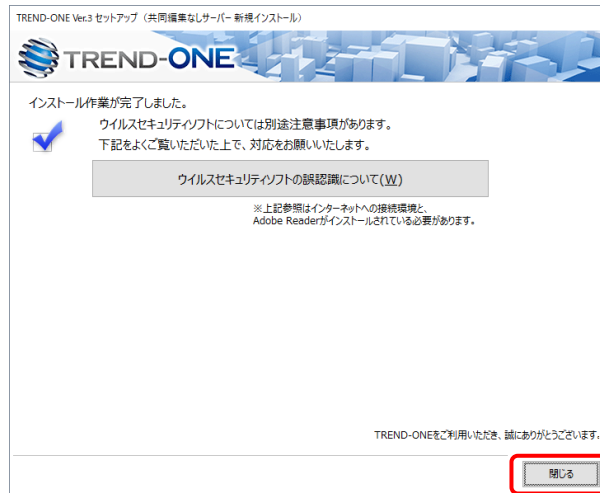 TREND-ONE Ver.3 セットアップ（共同編集なしサーバー 新規インストール）
TREND-ONE
インストール作業が完了しました。
ウイルスセキュリティソフトについては別途注意事項があります。
下記をよくご覧いただいた上で、対応をお願いいたします。
ウイルスセキュリティソフトの誤認識について(W)
※上記参照はインターネットへの接続環境と、
Adobe Readerがインストールされている必要があります。
TREND-ONEをご利用いただき、誠にありがとうございます。
閉じる